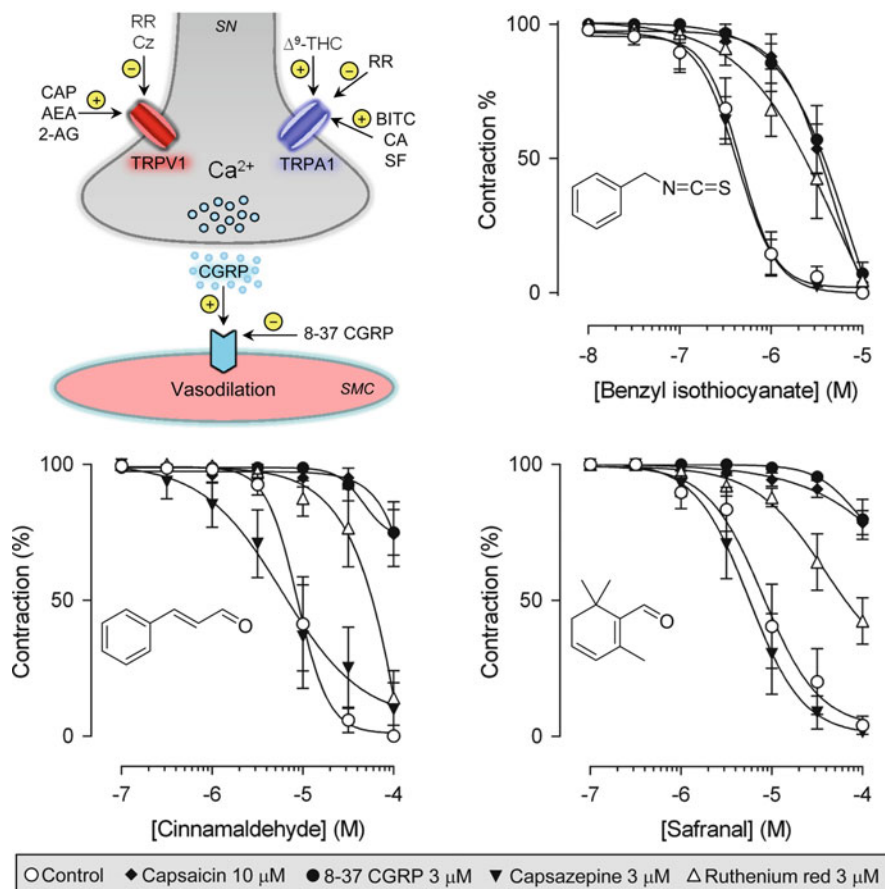 RR
Cz
SN
Δ⁹-THC
RR
CAP
AEA
2-AG
BITC
CA
SF
TRPV1
Ca²⁺
TRPA1
CGRP
8-37 CGRP
Vasodilation
SMC
Contraction %
100
50
0
N=C=S
-8
-7
-6
-5
[Benzyl isothiocyanate] (M)
Contraction (%)
100
50
0
O
-7
-6
-5
-4
[Cinnamaldehyde] (M)
Contraction (%)
100
50
0
O
-7
-6
-5
-4
[Safranal] (M)
Control
Capsaicin 10 µM
8-37 CGRP 3 µM
Capsazepine 3 µM
Ruthenium red 3 µM